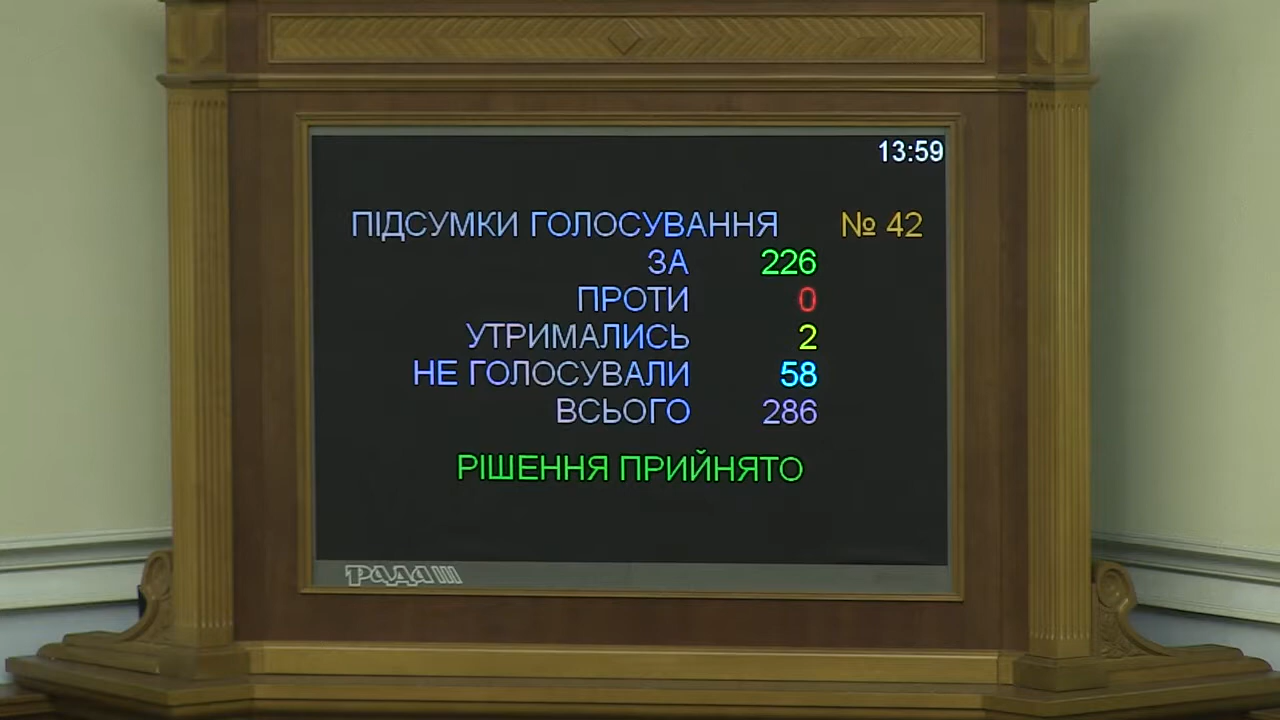 13:59
ПІДСУМКИ ГОЛОСУВАННЯ № 42
ЗА 226
ПРОТИ 0
УТРИМАЛИСЬ 2
НЕ ГОЛОСУВАЛИ 58
ВСЬОГО 286
РІШЕННЯ ПРИЙНЯТО
РАДА III